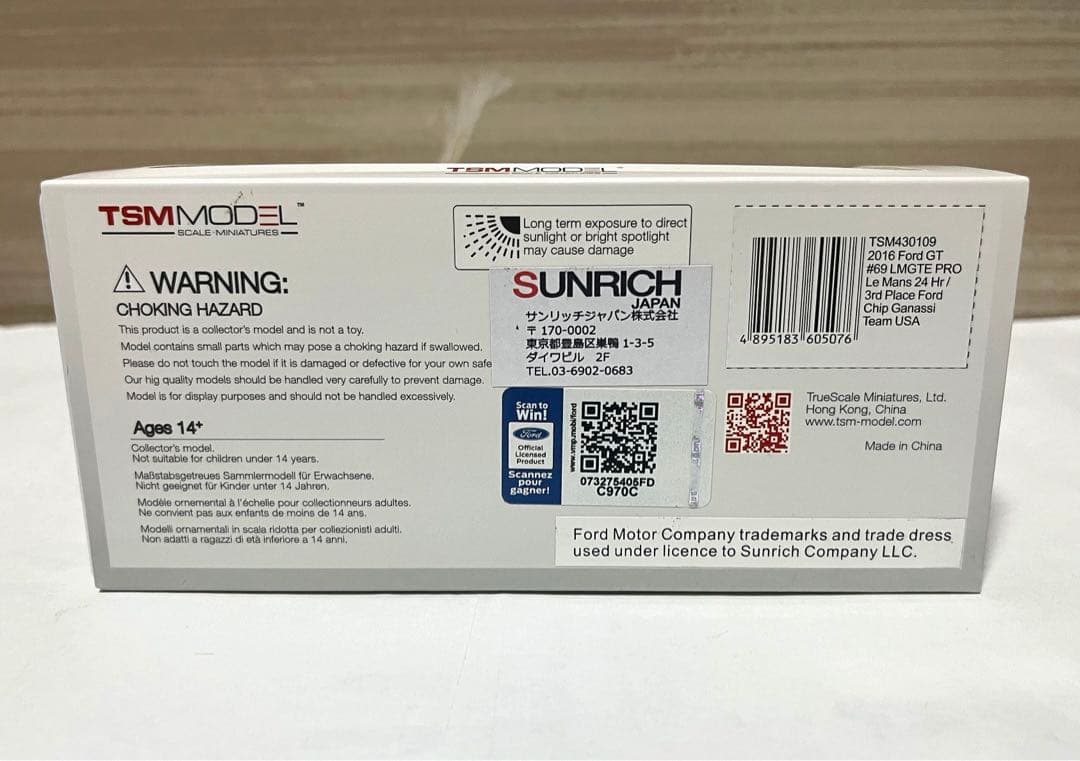 TSMMODEL
TSMMODEL™
SCALE-MINIATURES
WARNING:
CHOKING HAZARD
This product is a collector's model and is not a toy.
Model contains small parts which may pose a choking hazard if swallowed.
Please do not touch the model if it is damaged or defective for your own safe
Our hig quality models should be handled very carefully to prevent damage.
Model is for display purposes and should not be handled excessively.
Ages 14+
Collector's model.
Not suitable for children under 14 years.
Maßstabsgetreues Sammlermodell für Erwachsene.
Nicht geeignet für Kinder unter 14 Jahren.
Modèle ornemental à l'échelle pour collectionneurs adultes.
Ne convient pas aux enfants de moins de 14 ans.
Modelli ornamentali in scala ridotta per collezionisti adulti.
Non adatti a ragazzi di età inferiore a 14 anni.
Long term exposure to direct
sunlight or bright spotlight
may cause damage
SUNRICH
JAPAN
サンリッチジャパン株式会社
〒170-0002
東京都豊島区巣鴨 1-3-5
ダイワビル 2F
TEL.03-6902-0683
Scan to
Win!
Ford
Official
Licensed
Product
Scannez
pour
gagner!
www.vmp.mobi/ford
073275405FD
C970C
TSM430109
2016 Ford GT
#69 LMGTE PRO
Le Mans 24 Hr/
3rd Place Ford
Chip Ganassi
Team USA
4 895183 605076
TrueScale Miniatures, Ltd.
Hong Kong, China
www.tsm-model.com
Made in China
Ford Motor Company trademarks and trade dress
used under licence to Sunrich Company LLC.